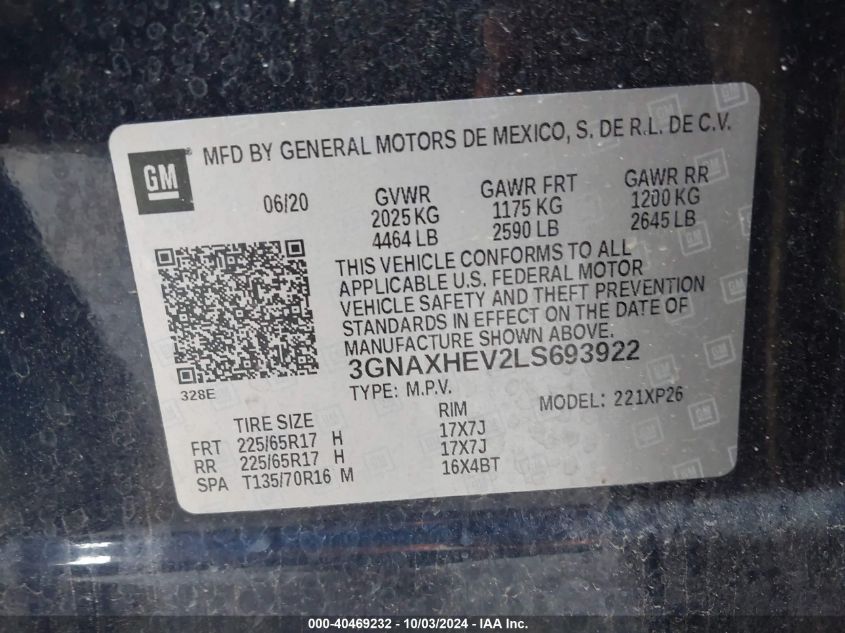 GM ® MFD BY GENERAL MOTORS DE MEXICO, S. DE R.L. DE C.V.
06/20 GVWR GAWR FRT GAWR RR
2025 KG 1175 KG 1200 KG
4464 LB 2590 LB 2645 LB
THIS VEHICLE CONFORMS TO ALL
APPLICABLE U.S. FEDERAL MOTOR
VEHICLE SAFETY AND THEFT PREVENTION
STANDARDS IN EFFECT ON THE DATE OF
MANUFACTURE SHOWN ABOVE.
3GNAXHEV2LS693922
328E
TYPE: M.P.V. MODEL: 221XP26
TIRE SIZE RIM
FRT 225/65R17 H 17X7J
RR 225/65R17 H 17X7J
SPA T135/70R16 M 16X4BT
000-40469232 - 10/03/2024 - IAA Inc.